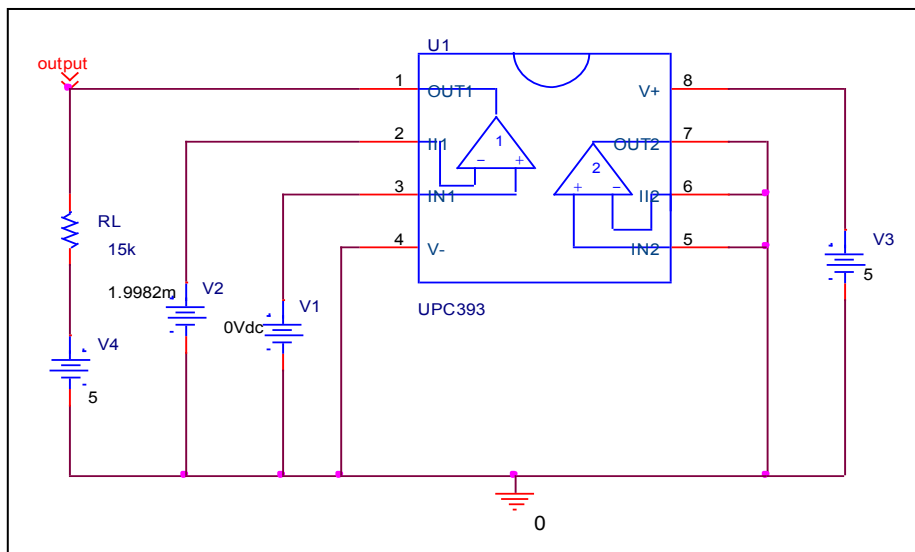 U1
output
1
8
OUT1
V+
2
7
II1
1
OUT2
2
− +
3
6
IN1
+ −
II2
RL
4
5
V-
IN2
15k
V3
1.9982m
V2
5
V1
UPC393
0Vdc
V4
5
0